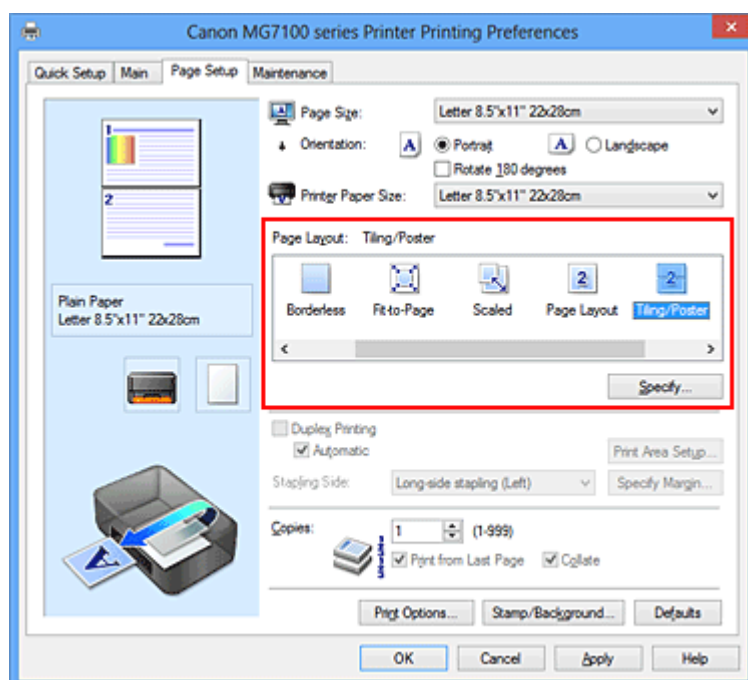 Canon MG7100 series Printer Printing Preferences
Quick Setup Main Page Setup Maintenance
Page Size: Letter 8.5"x11" 22x28cm
Orientation: A Portrait A Landscape
Rotate 180 degrees
Printer Paper Size: Letter 8.5"x11" 22x28cm
1
2
Page Layout: Tiling/Poster
2 2
Borderless Fit-to-Page Scaled Page Layout Tiling/Poster
Plain Paper
Letter 8.5"x11" 22x28cm
Specify...
Duplex Printing
Automatic Print Area Setup...
Stapling Side: Long-side stapling (Left) Specify Margin...
Copies: 1 (1-999)
Print from Last Page Collate
A
Print Options... Stamp/Background... Defaults
OK Cancel Apply Help